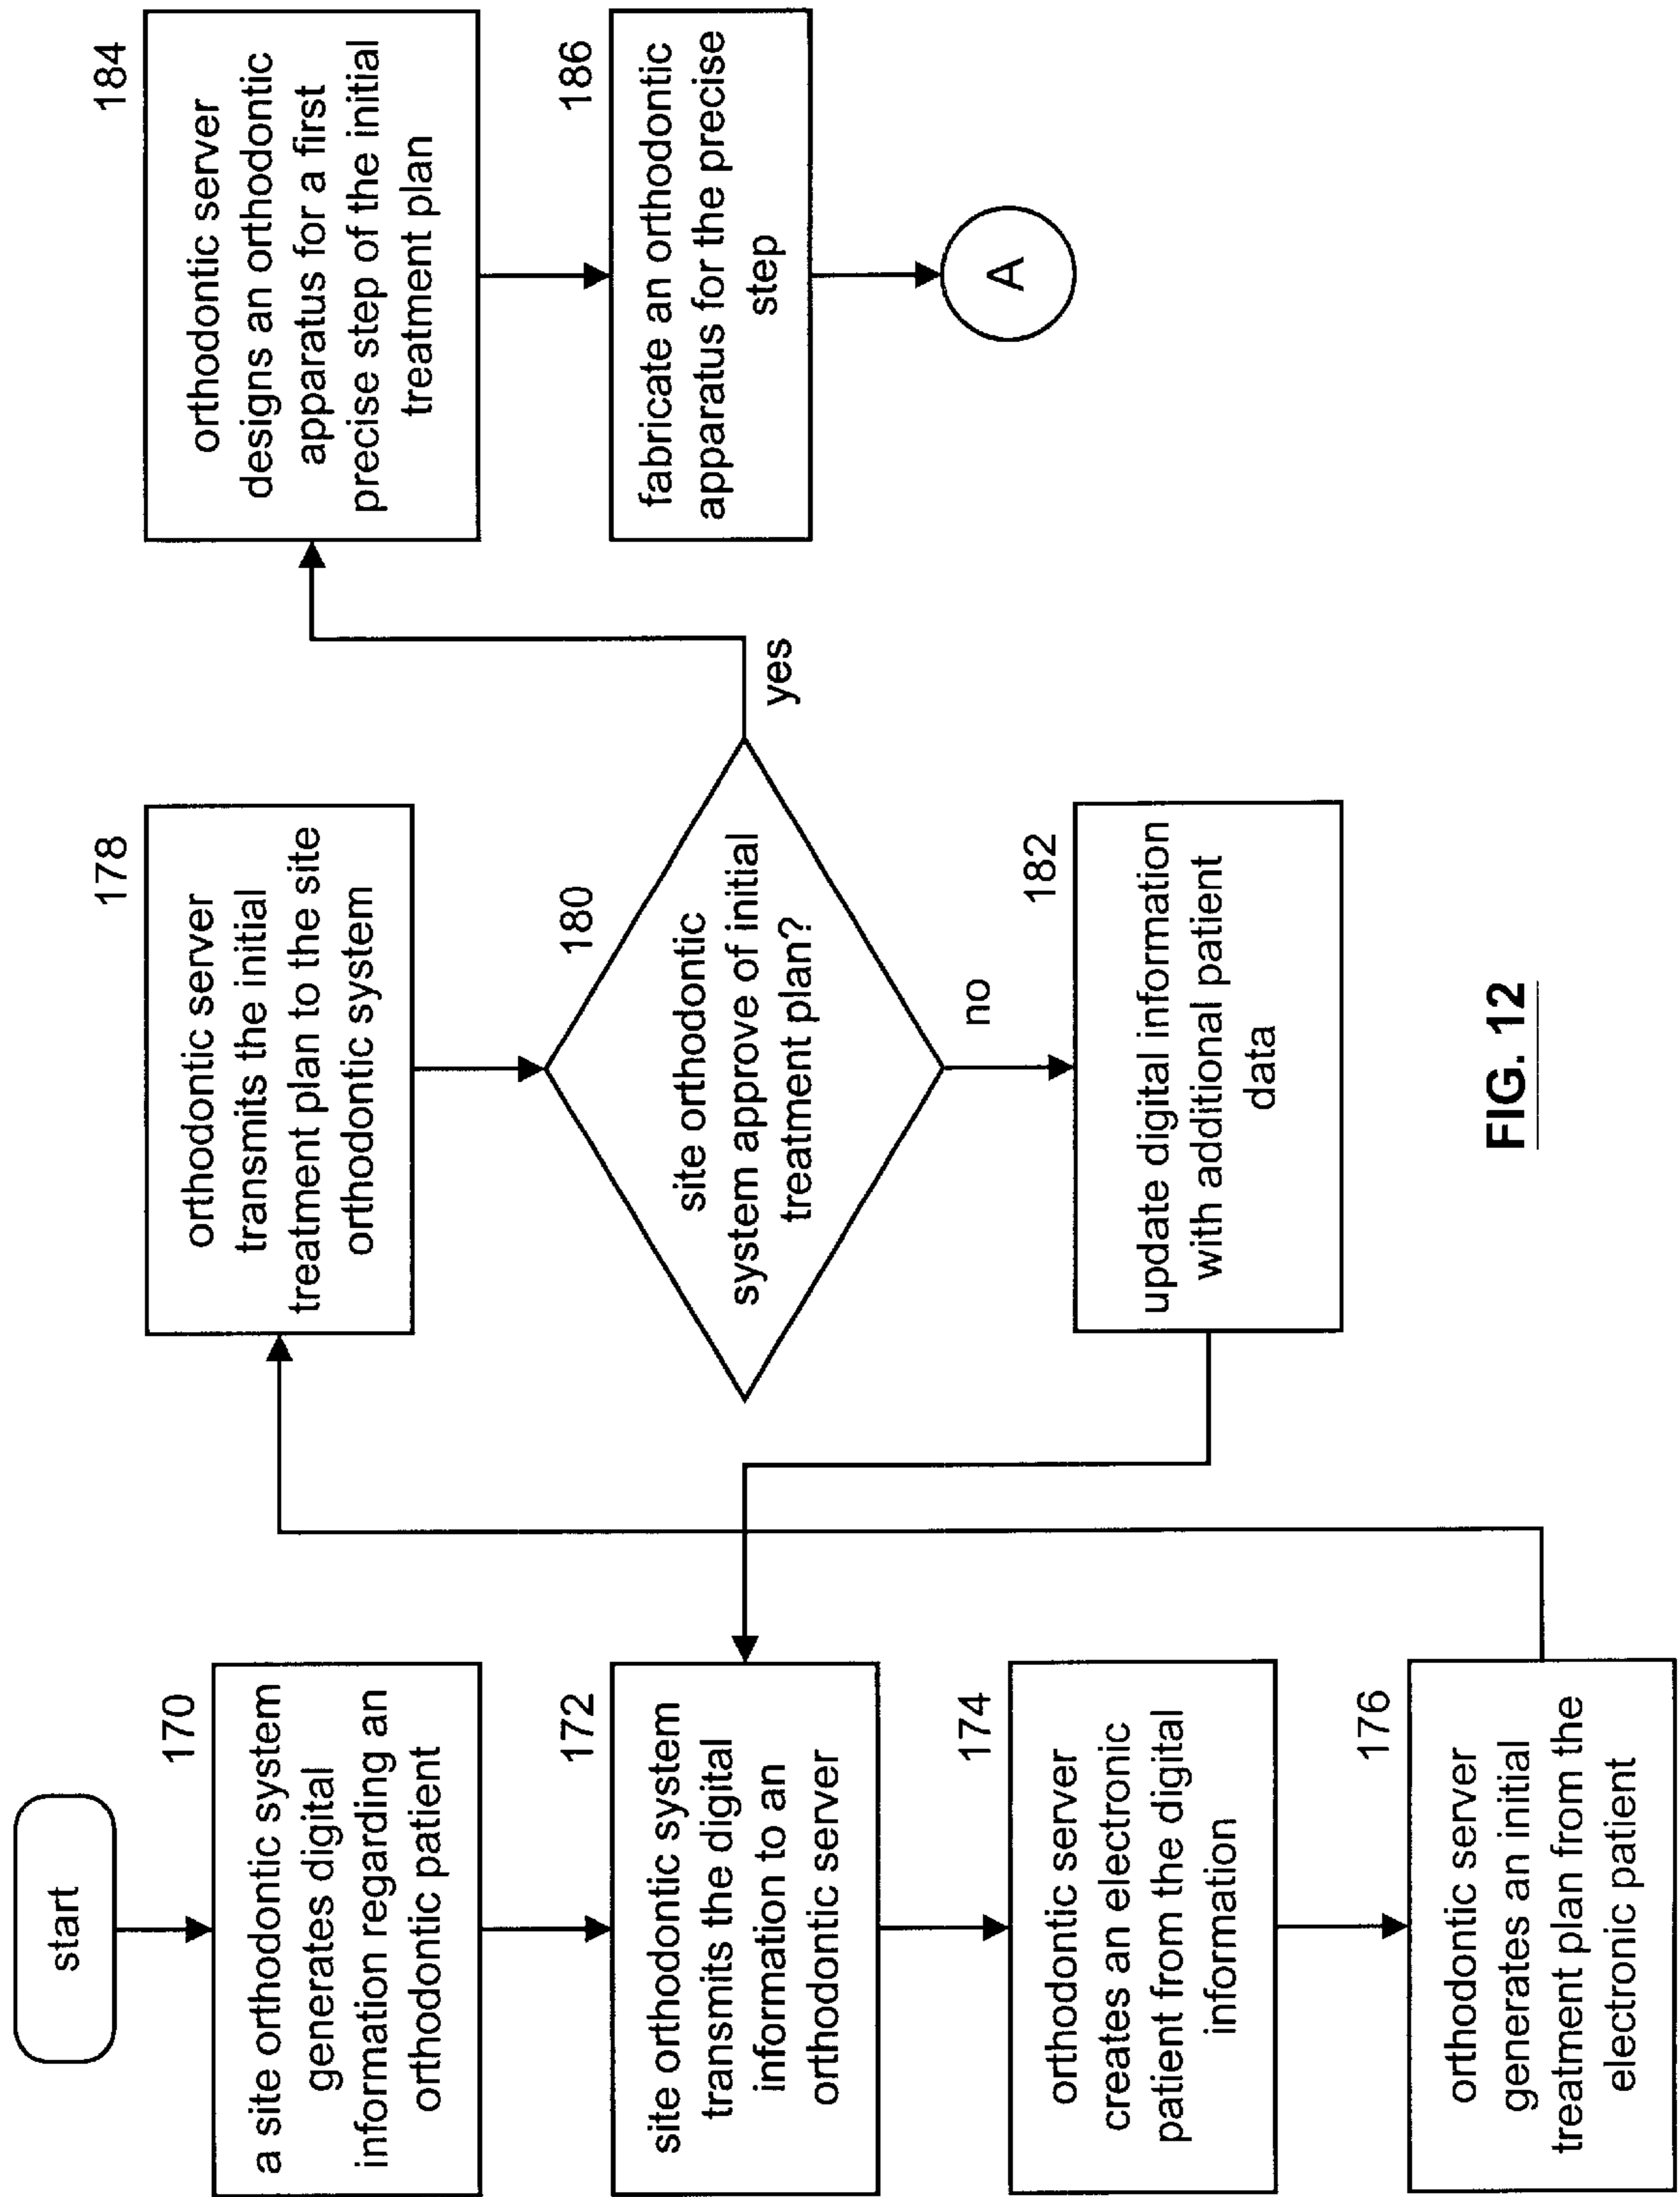 start
170
a site orthodontic system
generates digital
information regarding an
orthodontic patient
172
site orthodontic system
transmits the digital
information to an
orthodontic server
174
orthodontic server
creates an electronic
patient from the digital
information
176
orthodontic server
generates an initial
treatment plan from the
electronic patient
178
orthodontic server
transmits the initial
treatment plan to the site
orthodontic system
180
site orthodontic
system approve of initial
treatment plan?
yes
no
182
update digital information
with additional patient
data
184
orthodontic server
designs an orthodontic
apparatus for a first
precise step of the initial
treatment plan
186
fabricate an orthodontic
apparatus for the precise
step
A
FIG. 12